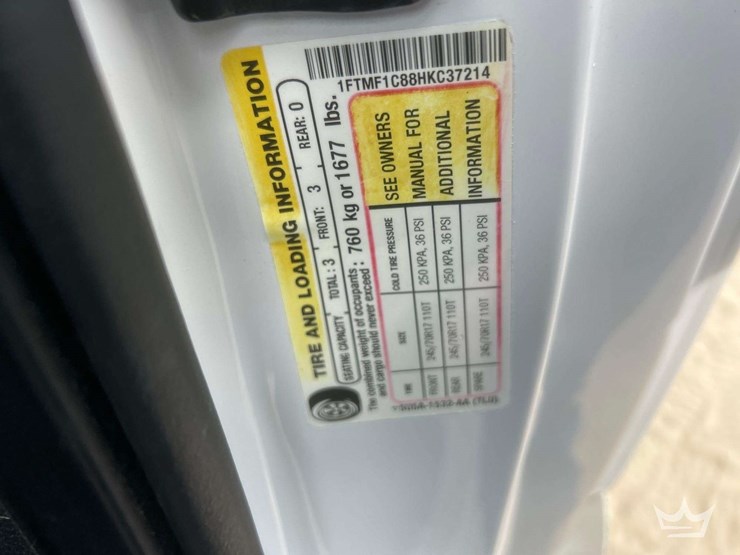 1FTMF1C88HKC37214
TIRE AND LOADING INFORMATION
SEATING CAPACITY TOTAL: 3 FRONT: 3 REAR: 0
The combined weight of occupants and cargo should never exceed: 760 kg or 1677 lbs.
TIRE SIZE COLD TIRE PRESSURE
FRONT 245/70R17 110T 250 KPA, 36 PSI
REAR 245/70R17 110T 250 KPA, 36 PSI
SPARE 245/70R17 110T 250 KPA, 36 PSI
SEE OWNERS
MANUAL FOR
ADDITIONAL
INFORMATION